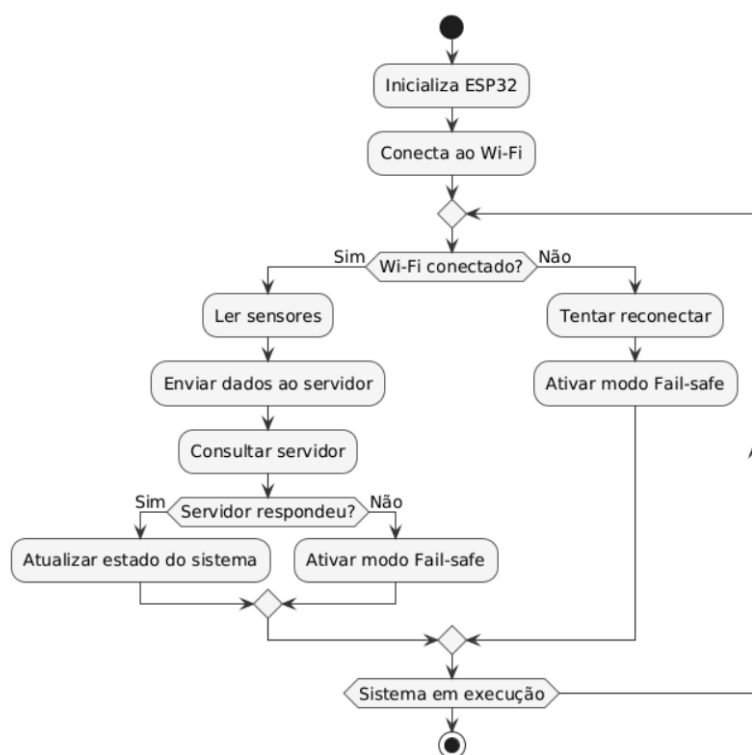 Inicializa ESP32
Conecta ao Wi-Fi
Wi-Fi conectado?
Sim
Não
Ler sensores
Tentar reconectar
Enviar dados ao servidor
Ativar modo Fail-safe
Consultar servidor
Servidor respondeu?
Sim
Não
Atualizar estado do sistema
Ativar modo Fail-safe
Sistema em execução